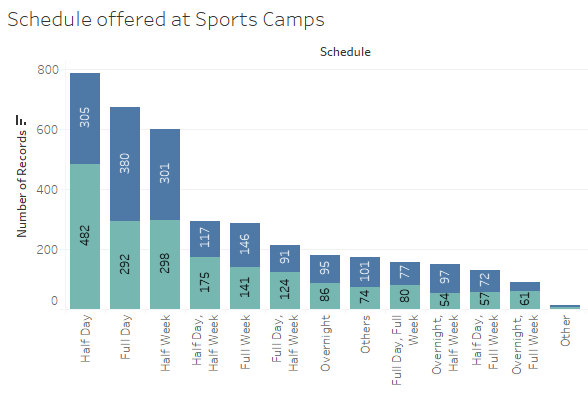 Schedule offered at Sports Camps
Schedule
Number of Records
800
600
400
200
0
305
482
380
292
301
298
117
175
146
141
91
124
95
86
101
74
77
80
97
54
72
57
61
Half Day
Full Day
Half Week
Half Day,
Half Week
Full Week
Full Day,
Half Week
Overnight
Others
Full Day, Full
Week
Overnight,
Half Week
Half Day,
Full Week
Overnight,
Full Week
Other